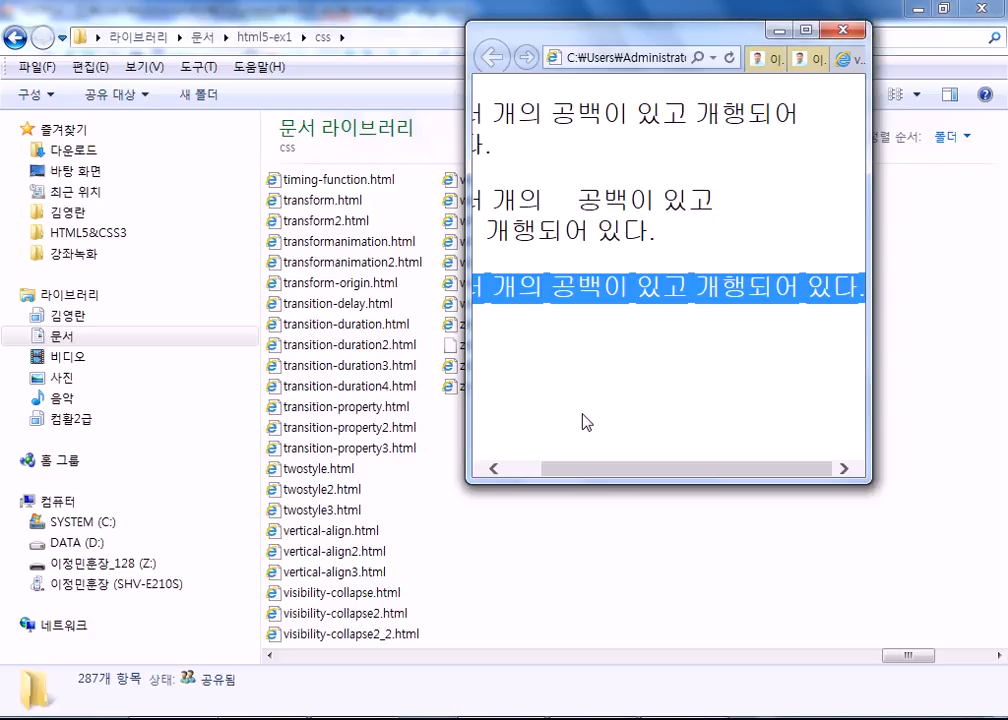 라이브러리 ▸ 문서 ▸ html5-ex1 ▸ css ▸
파일(F) 편집(E) 보기(V) 도구(T) 도움말(H)
구성 공유 대상 새 폴더
즐겨찾기
다운로드
바탕 화면
최근 위치
김영란
HTML5&CSS3
강좌녹화
라이브러리
김영란
문서
비디오
사진
음악
컴활2급
홈 그룹
컴퓨터
SYSTEM (C:)
DATA (D:)
이정민훈장_128 (Z:)
이정민훈장 (SHV-E210S)
네트워크
문서 라이브러리
css
정렬 순서: 폴더
timing-function.html
transform.html
transform2.html
transformanimation.html
transformanimation2.html
transform-origin.html
transition-delay.html
transition-duration.html
transition-duration2.html
transition-duration3.html
transition-duration4.html
transition-property.html
transition-property2.html
transition-property3.html
twostyle.html
twostyle2.html
twostyle3.html
vertical-align.html
vertical-align2.html
vertical-align3.html
visibility-collapse.html
visibility-collapse2.html
visibility-collapse2_2.html
C:₩Users₩Administrat
이.
이.
v..
개의 공백이 있고 개행되어
다.
개의 공백이 있고
개행되어 있다.
개의 공백이 있고 개행되어 있다.
287개 항목 상태: 공유됨